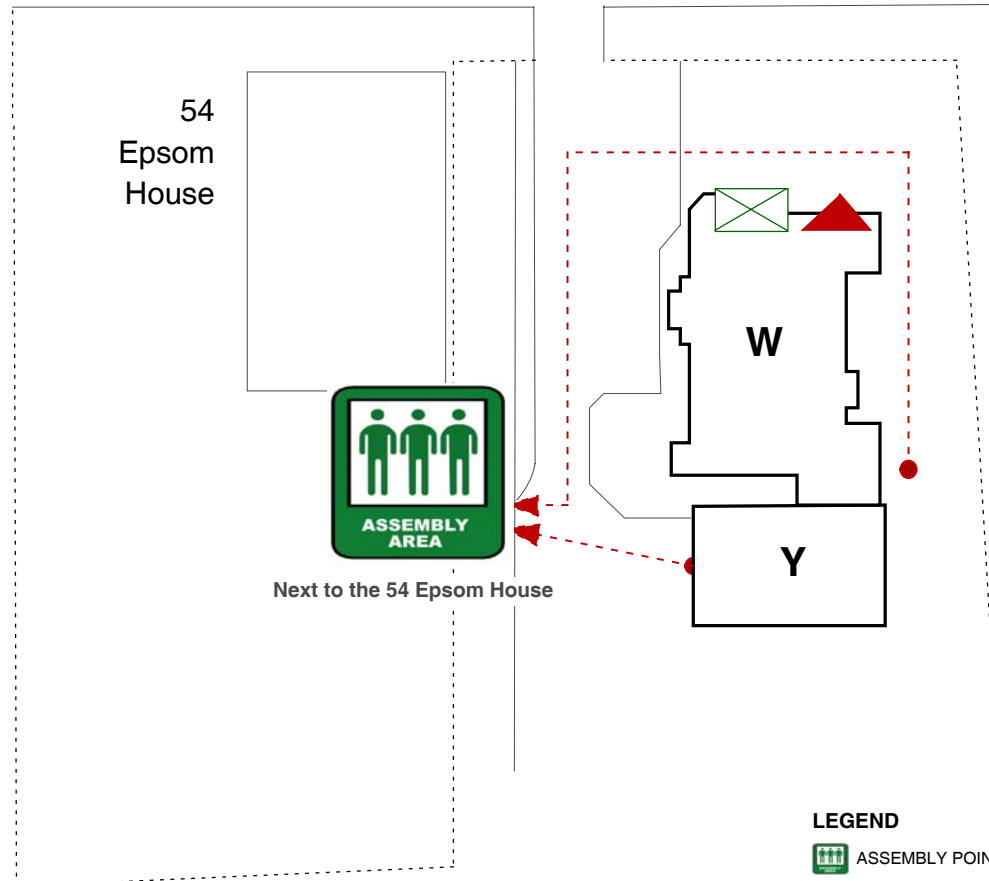 54
Epsom
House
W
ASSEMBLY
AREA
Y
Next to the 54 Epsom House
LEGEND
ASSEMBLY POIN